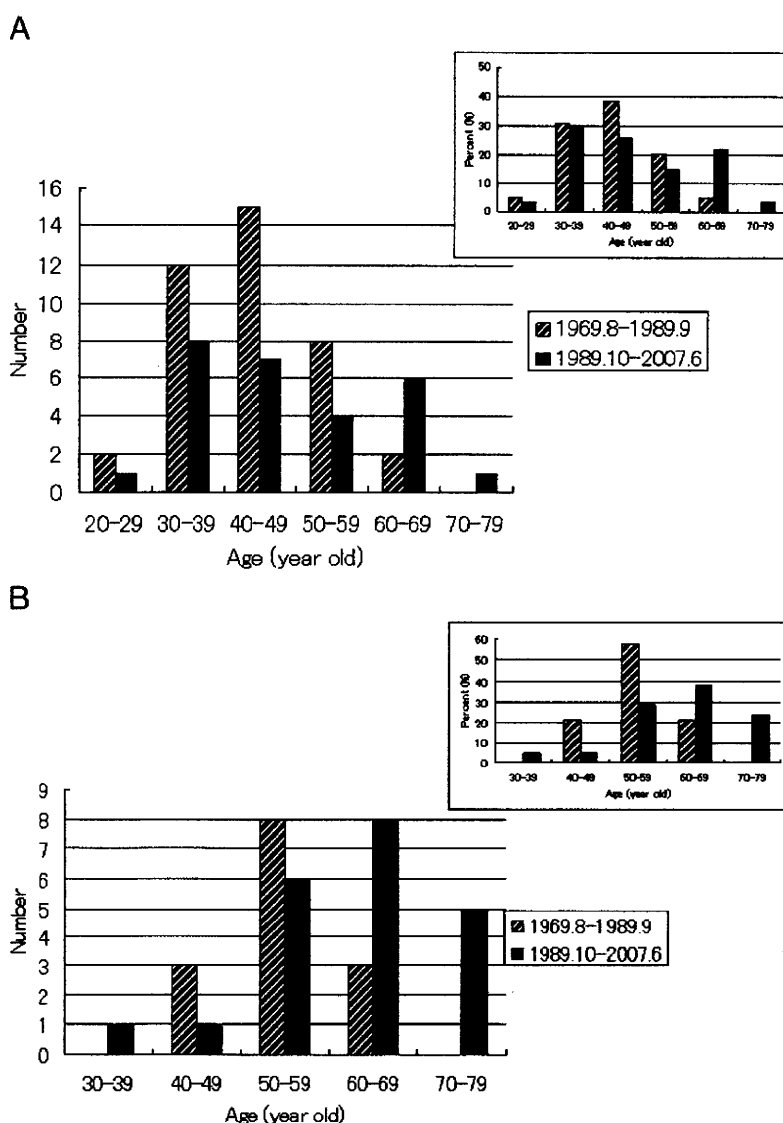 A
50
40
30
20
10
0
Percent (%)
20-29 30-39 40-49 50-59 60-69 70-79
Age (year old)
16
14
12
10
8
6
4
2
0
Number
20-29 30-39 40-49 50-59 60-69 70-79
Age (year old)
1969.8-1989.9
1989.10-2007.6
B
60
50
40
30
20
10
0
Percent (%)
30-39 40-49 50-59 60-69 70-79
Age (year old)
9
8
7
6
5
4
3
2
1
0
Number
30-39 40-49 50-59 60-69 70-79
Age (year old)
1969.8-1989.9
1989.10-2007.6